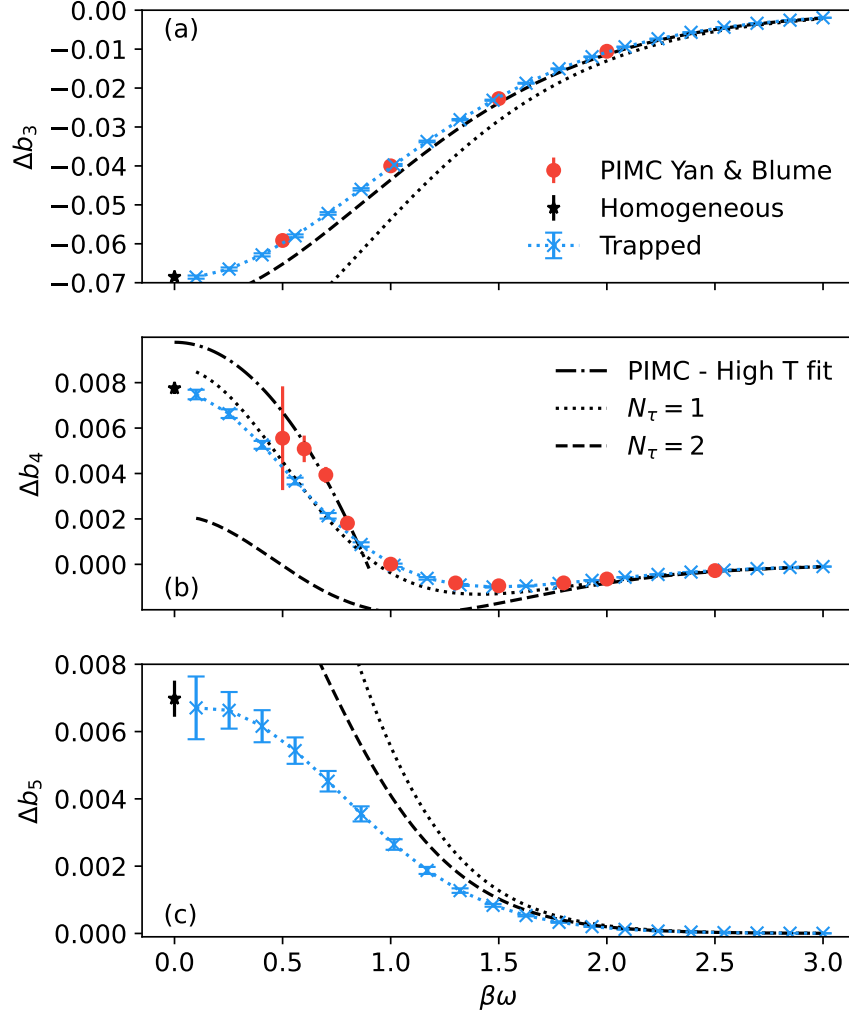 (a)
0.00
−0.01
−0.02
−0.03
−0.04
−0.05
−0.06
−0.07
Δb3
PIMC Yan & Blume
Homogeneous
Trapped
0.008
0.006
0.004
0.002
0.000
Δb4
(b)
PIMC - High T fit
Nτ = 1
Nτ = 2
0.008
0.006
0.004
0.002
0.000
Δb5
(c)
0.0 0.5 1.0 1.5 2.0 2.5 3.0
βω